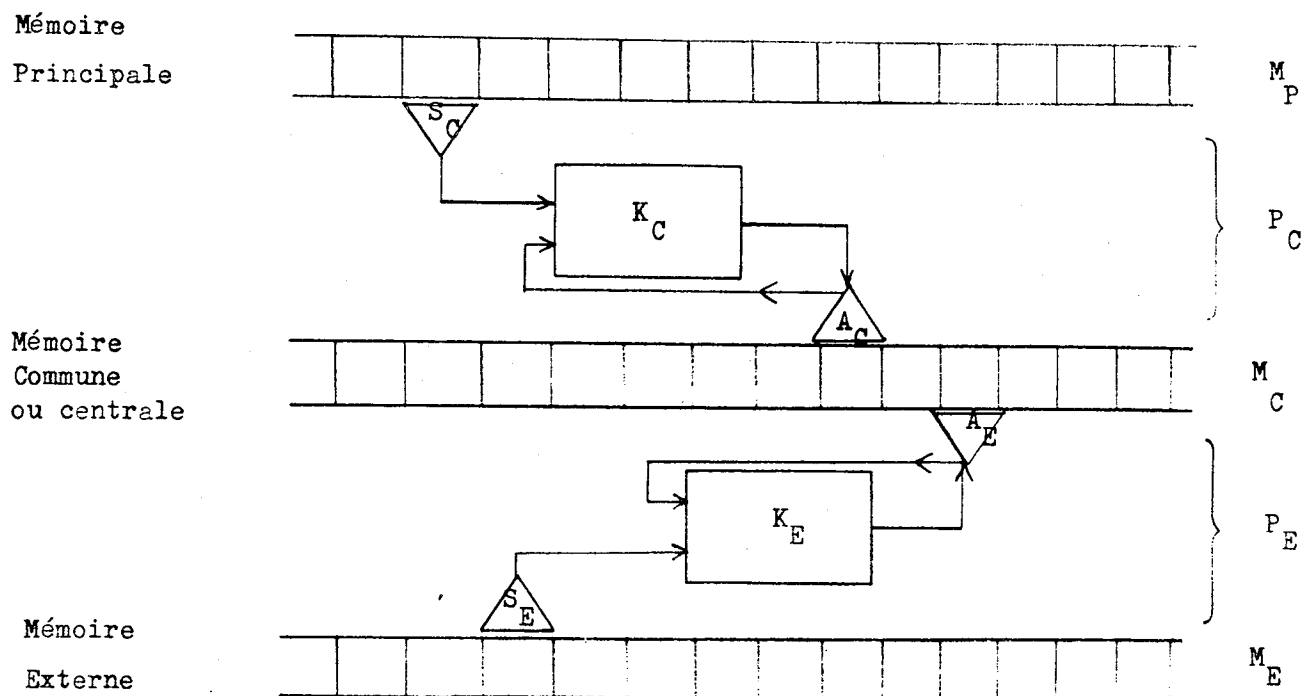 Mémoire
Principale
M_P
S_C
K_C
P_C
A_C
Mémoire
Commune
ou centrale
M_C
A_E
K_E
P_E
S_E
Mémoire
Externe
M_E